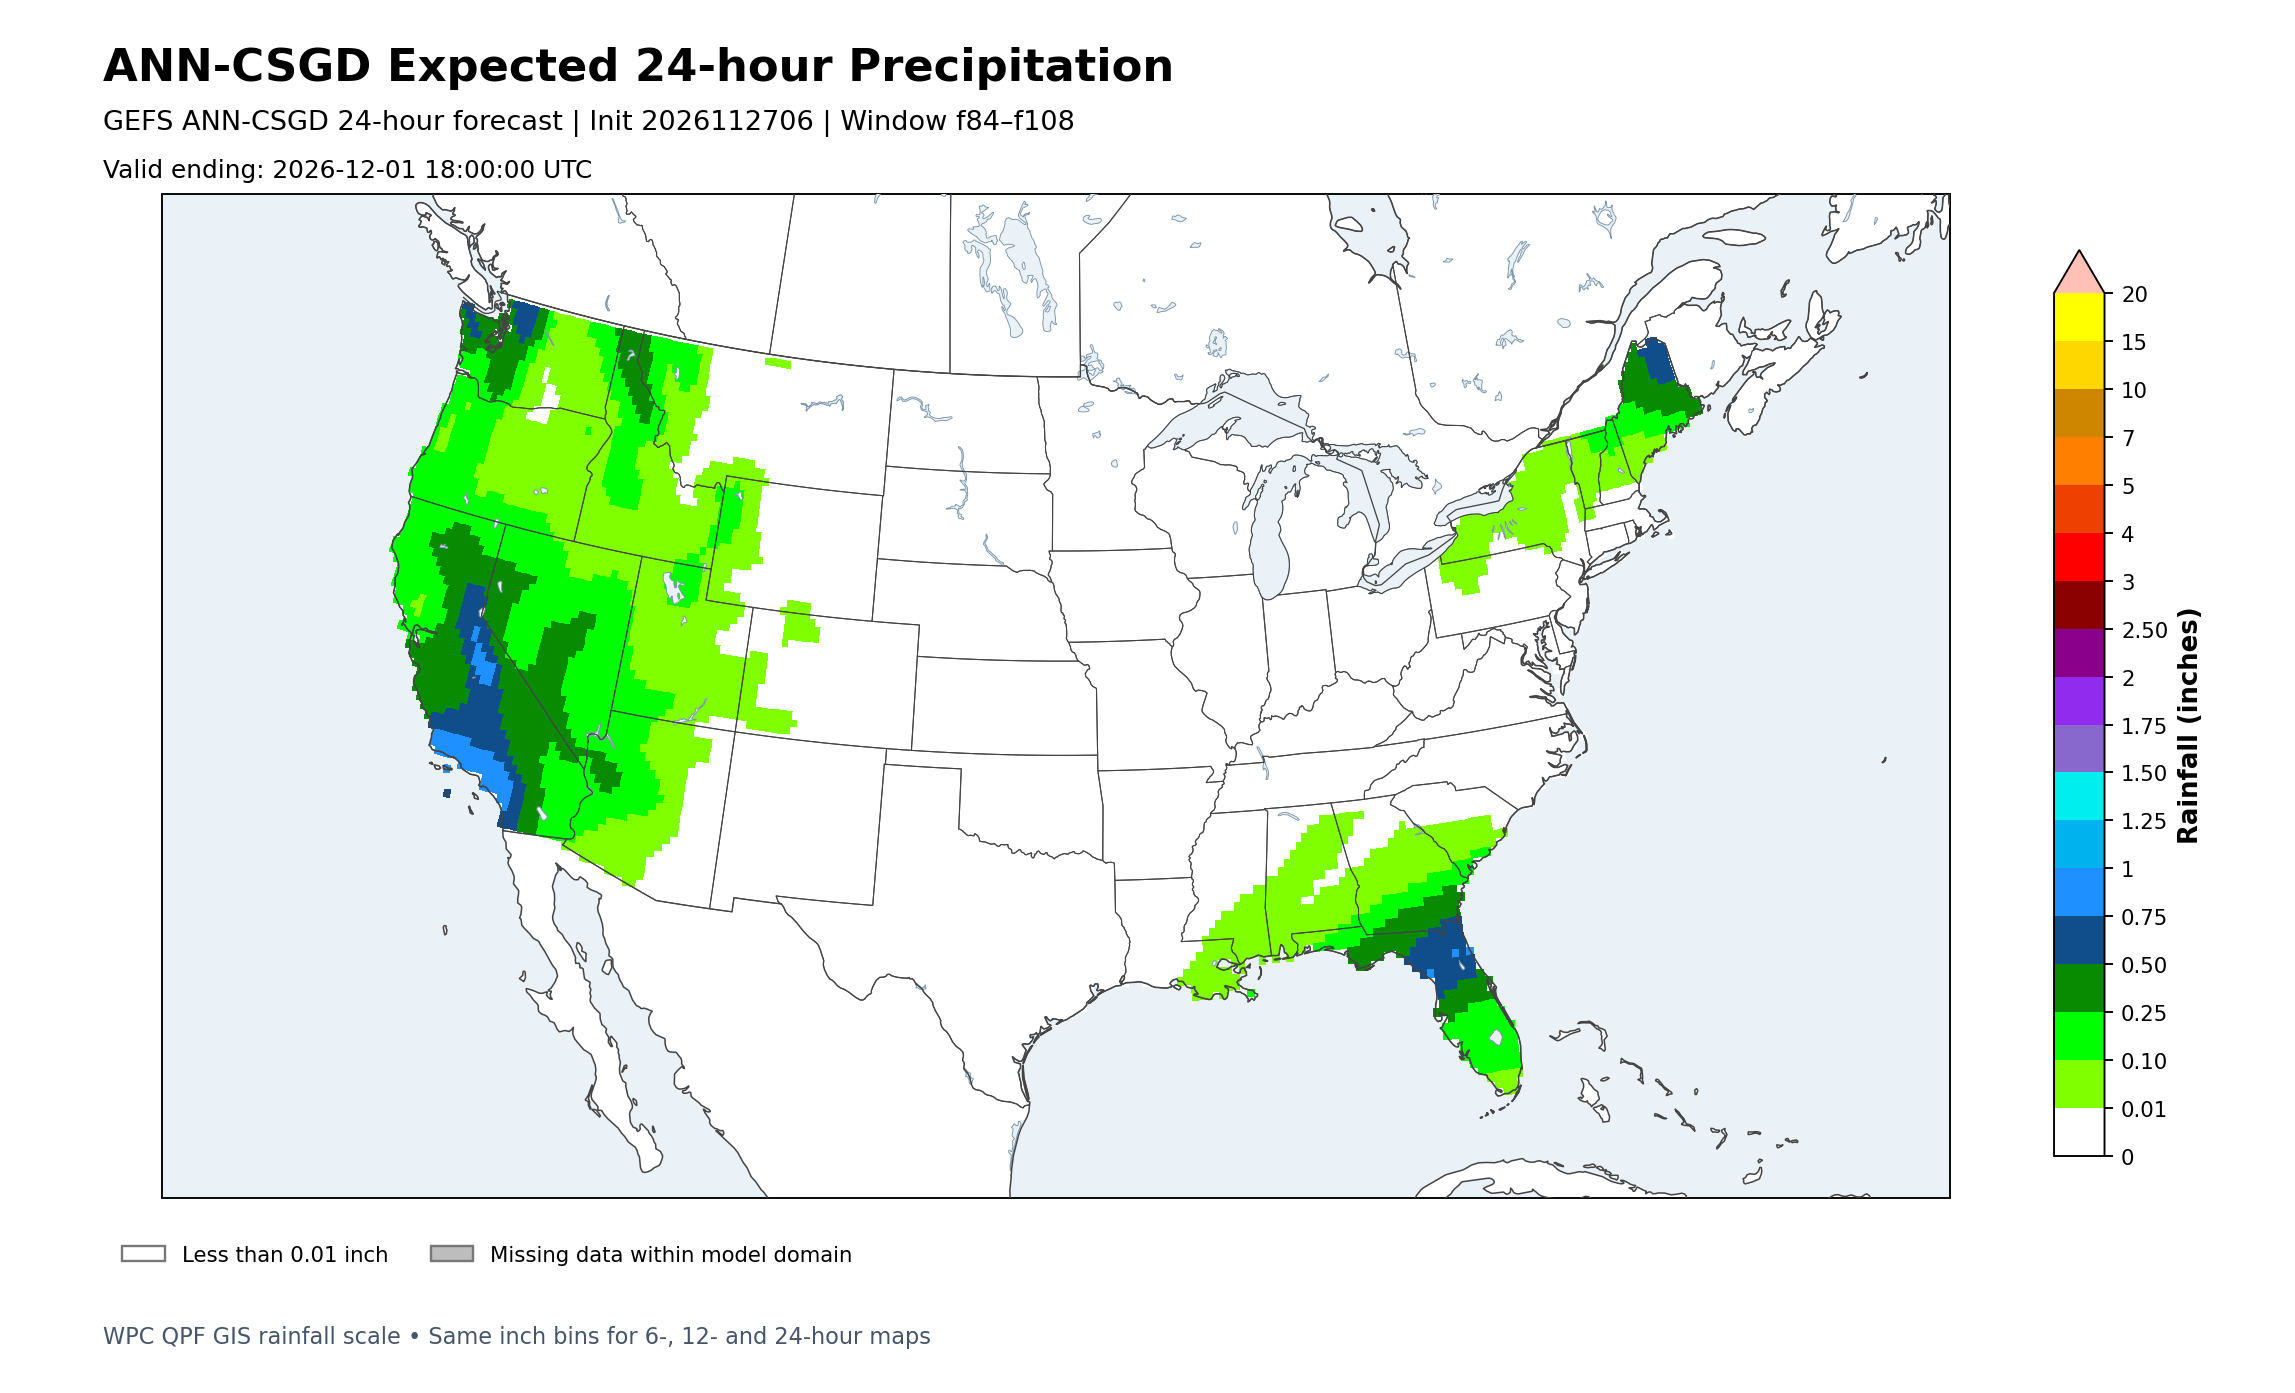 ANN-CSGD Expected 24-hour Precipitation
GEFS ANN-CSGD 24-hour forecast | Init 2026112706 | Window f84–f108
Valid ending: 2026-12-01 18:00:00 UTC
20
15
10
7
5
4
3
2.50
2
1.75
1.50
1.25
1
0.75
0.50
0.25
0.10
0.01
0
Rainfall (inches)
Less than 0.01 inch
Missing data within model domain
WPC QPF GIS rainfall scale • Same inch bins for 6-, 12- and 24-hour maps